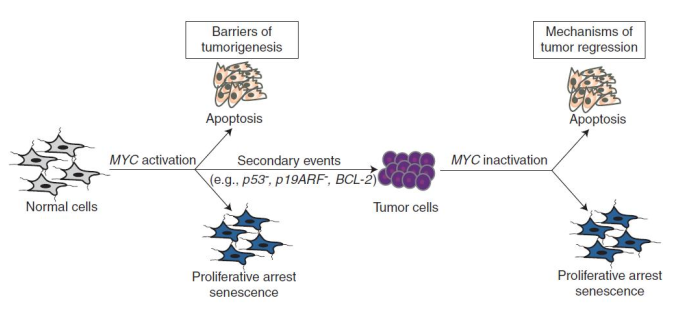 Barriers of
tumorigenesis
Mechanisms of
tumor regression
Apoptosis
Apoptosis
MYC activation
Secondary events
(e.g., p53-, p19ARF-, BCL-2)
MYC inactivation
Normal cells
Tumor cells
Proliferative arrest
senescence
Proliferative arrest
senescence